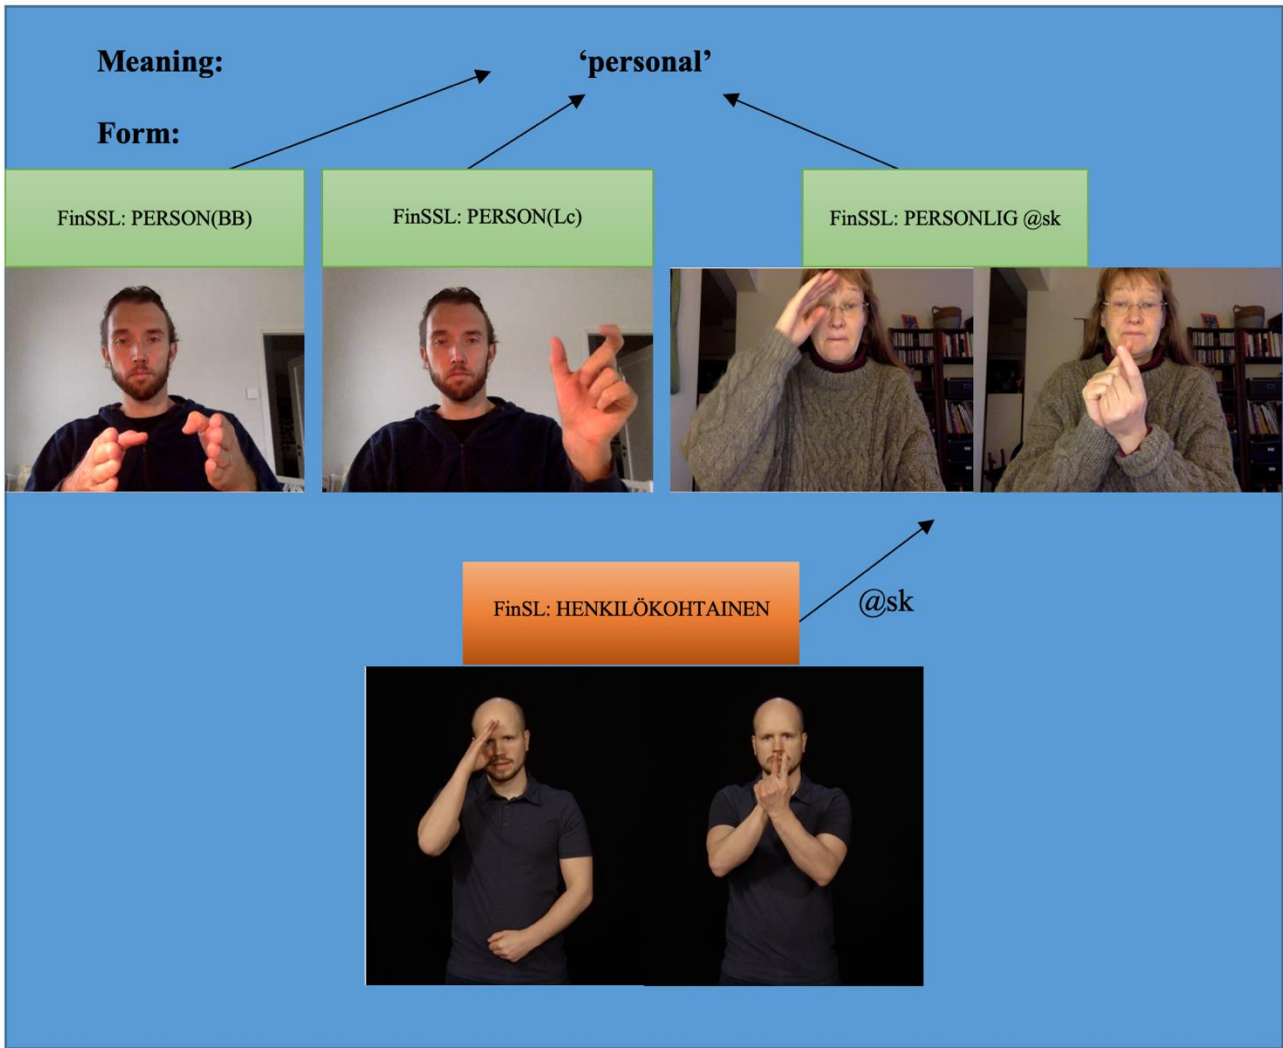 Meaning:
‘personal’
Form:
FinSSL: PERSON(BB)
FinSSL: PERSON(Lc)
FinSSL: PERSONLIG @sk
FinSL: HENKILÖKOHTAINEN
@sk